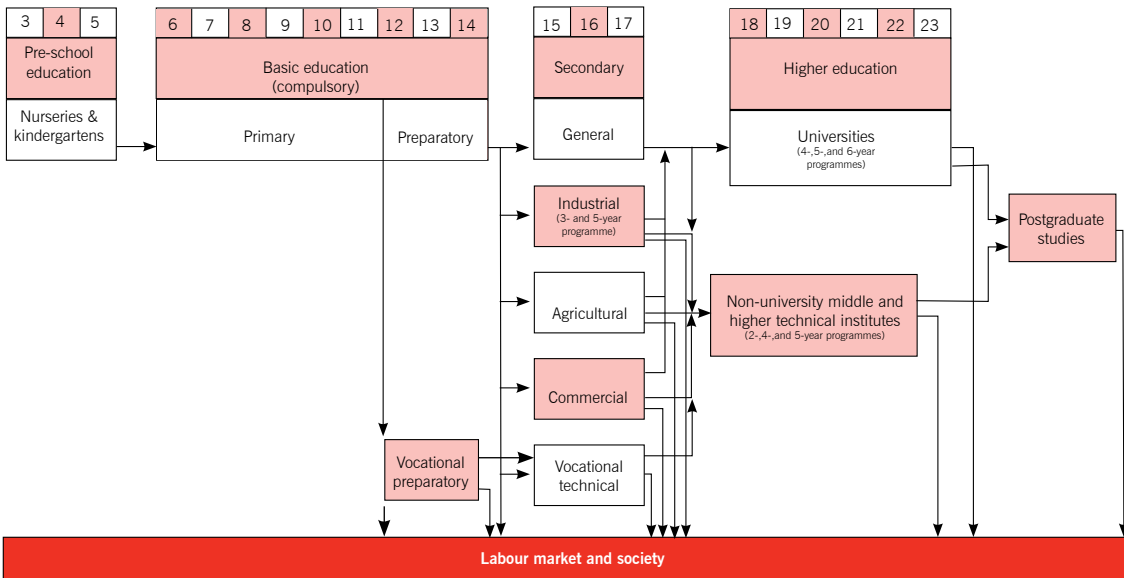 3 4 5
6 7 8 9 10 11 12 13 14
15 16 17
18 19 20 21 22 23
Pre-school
education
Basic education
(compulsory)
Secondary
Higher education
Nurseries &
kindergartens
Primary
Preparatory
General
Universities
(4-,5-,and 6-year
programmes)
Industrial
(3- and 5-year
programme)
Postgraduate
studies
Agricultural
Non-university middle and
higher technical institutes
(2-,4-,and 5-year programmes)
Commercial
Vocational
preparatory
Vocational
technical
Labour market and society